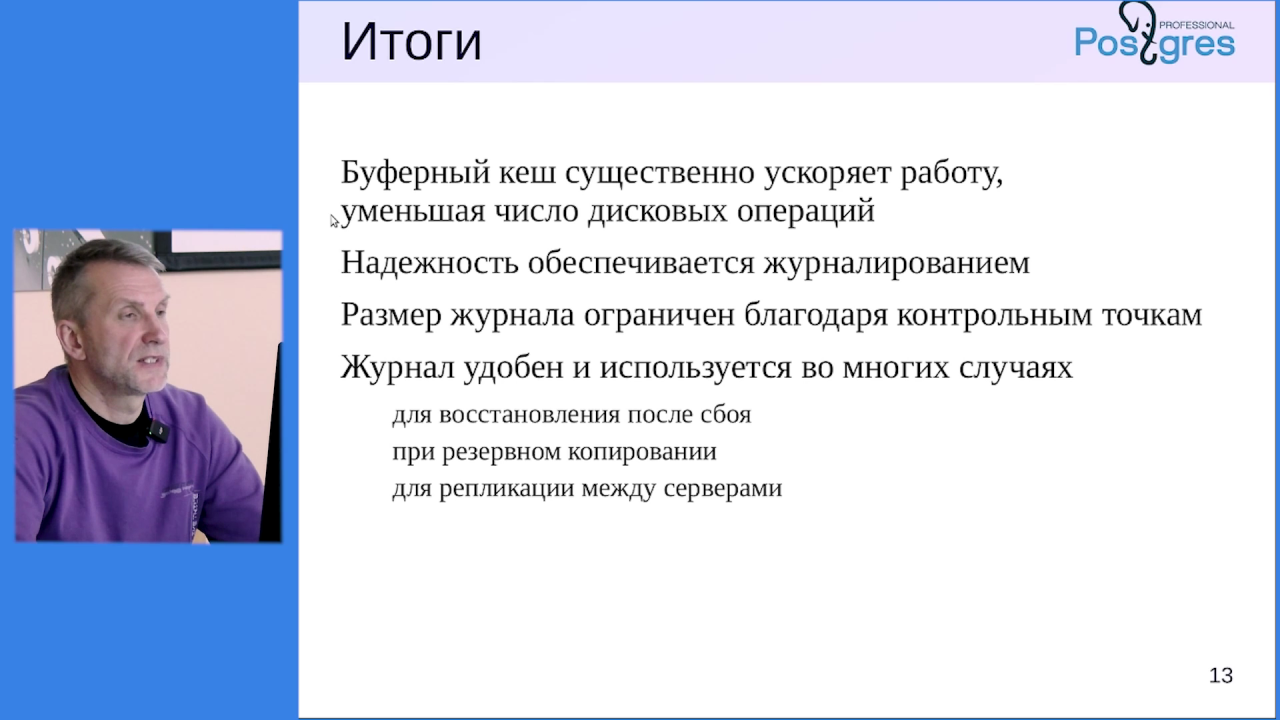 Итоги
PROFESSIONAL
Postgres
Буферный кеш существенно ускоряет работу,
уменьшая число дисковых операций
Надежность обеспечивается журналированием
Размер журнала ограничен благодаря контрольным точкам
Журнал удобен и используется во многих случаях
для восстановления после сбоя
при резервном копировании
для репликации между серверами
13